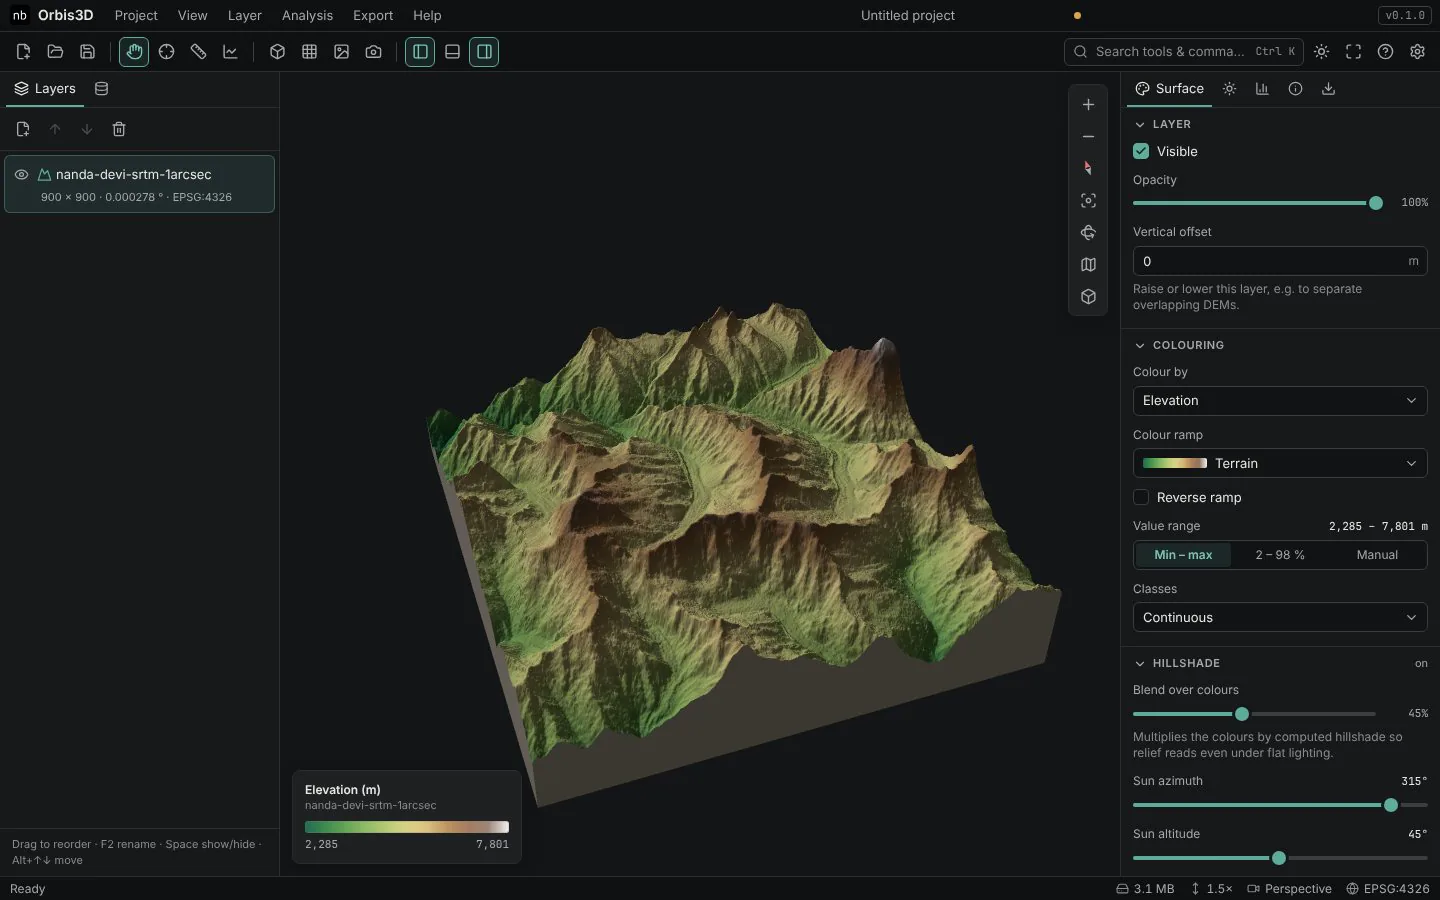 nb Orbis3D Project View Layer Analysis Export Help Untitled project v0.1.0
Search tools & comma... Ctrl K
Layers
nanda-devi-srtm-1arcsec
900 × 900 · 0.000278 ° · EPSG:4326
Drag to reorder · F2 rename · Space show/hide ·
Alt+↑↓ move
Elevation (m)
nanda-devi-srtm-1arcsec
2,285 7,801
Surface
LAYER
Visible
Opacity
100%
Vertical offset
0 m
Raise or lower this layer, e.g. to separate
overlapping DEMs.
COLOURING
Colour by
Elevation
Colour ramp
Terrain
Reverse ramp
Value range 2,285 – 7,801 m
Min – max 2 – 98 % Manual
Classes
Continuous
HILLSHADE on
Blend over colours
45%
Multiplies the colours by computed hillshade so
relief reads even under flat lighting.
Sun azimuth 315°
Sun altitude 45°
Ready 3.1 MB 1.5× Perspective EPSG:4326